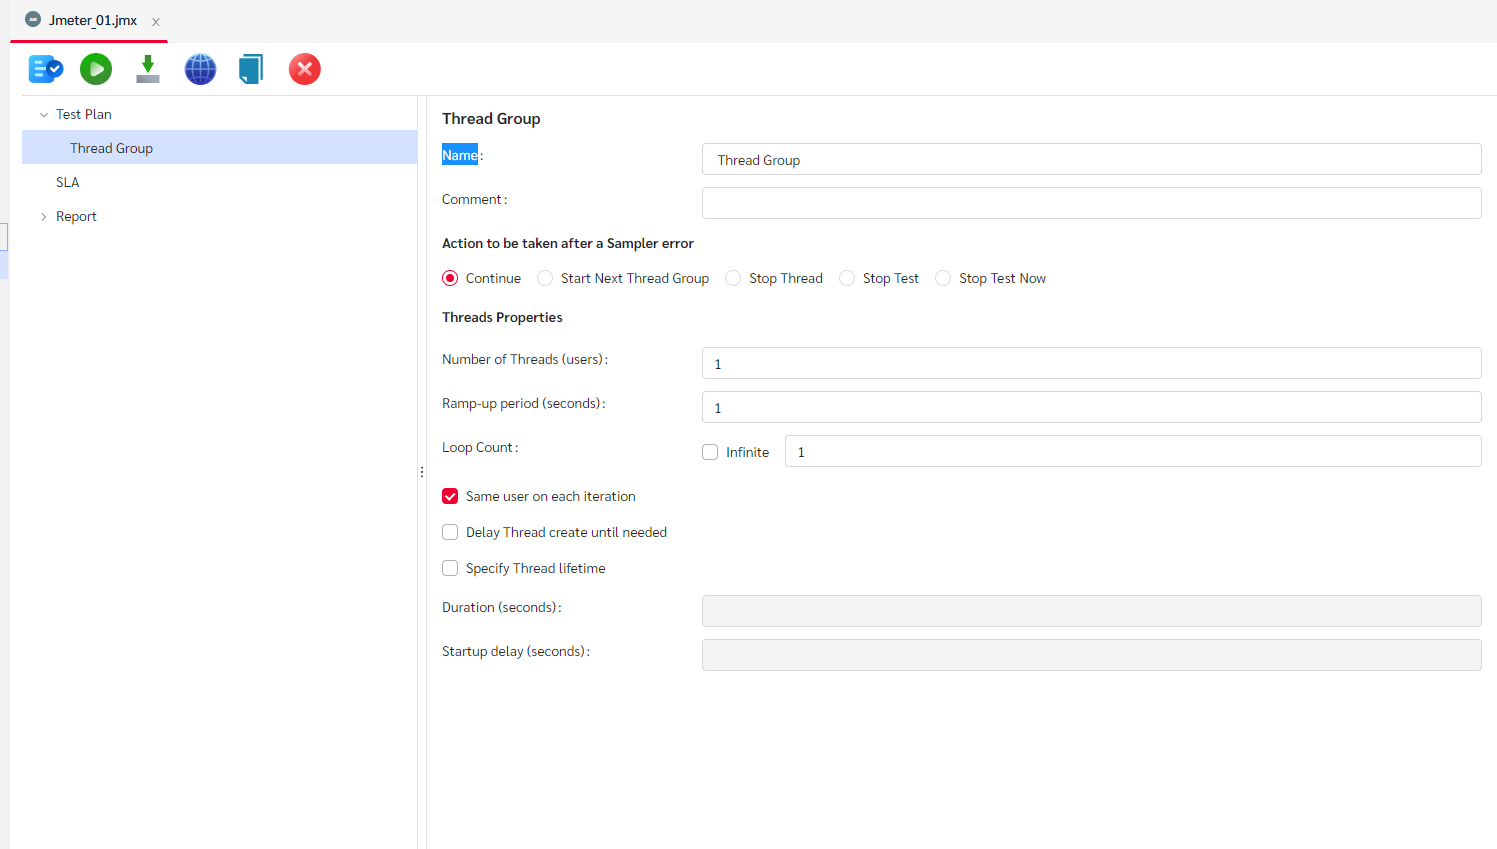 Jmeter_01.jmx
Test Plan
Thread Group
SLA
Report
Thread Group
Name:
Thread Group
Comment:
Action to be taken after a Sampler error
Continue Start Next Thread Group Stop Thread Stop Test Stop Test Now
Threads Properties
Number of Threads (users):
1
Ramp-up period (seconds):
1
Loop Count:
Infinite
1
Same user on each iteration
Delay Thread create until needed
Specify Thread lifetime
Duration (seconds):
Startup delay (seconds):